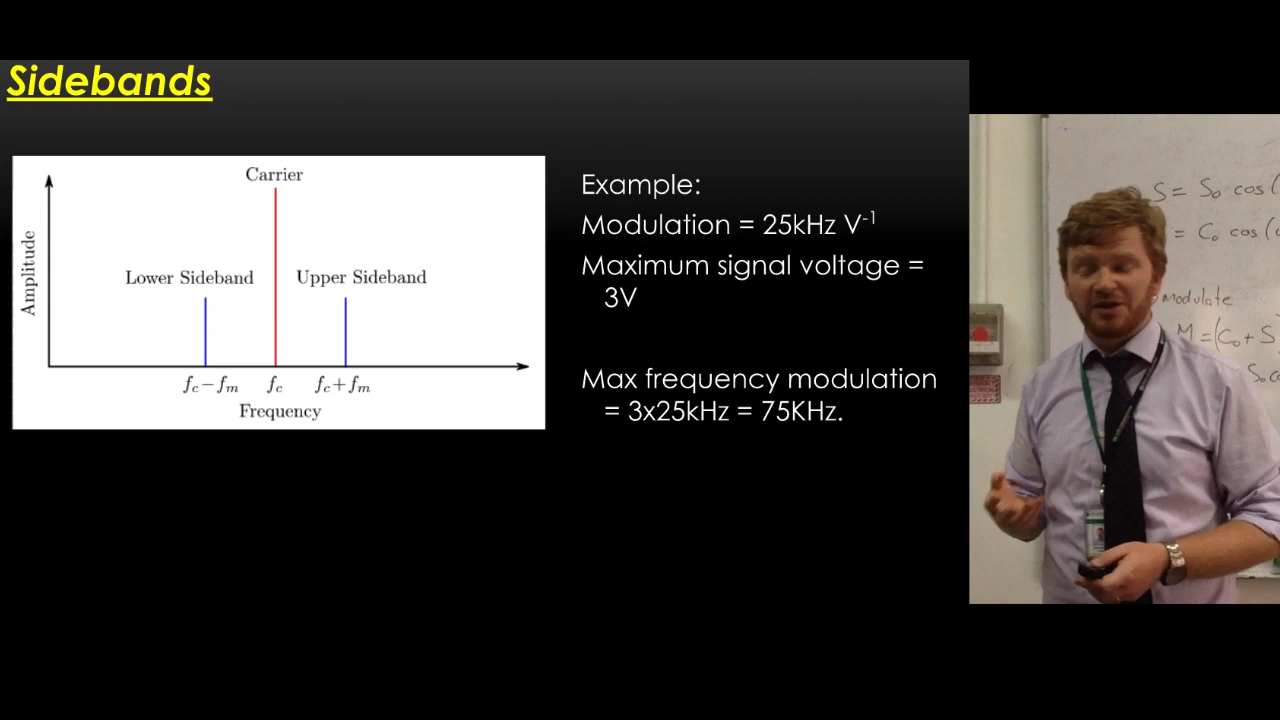 Sidebands
Carrier
Lower Sideband
Upper Sideband
Amplitude
f_c−f_m
f_c
f_c+f_m
Frequency
Example:
Modulation = 25kHz V⁻¹
Maximum signal voltage =
3V
Max frequency modulation
= 3x25kHz = 75KHz.
S = S₀ cos(
= C₀ cos(
modulate
M = (C₀ + S
S₀ co